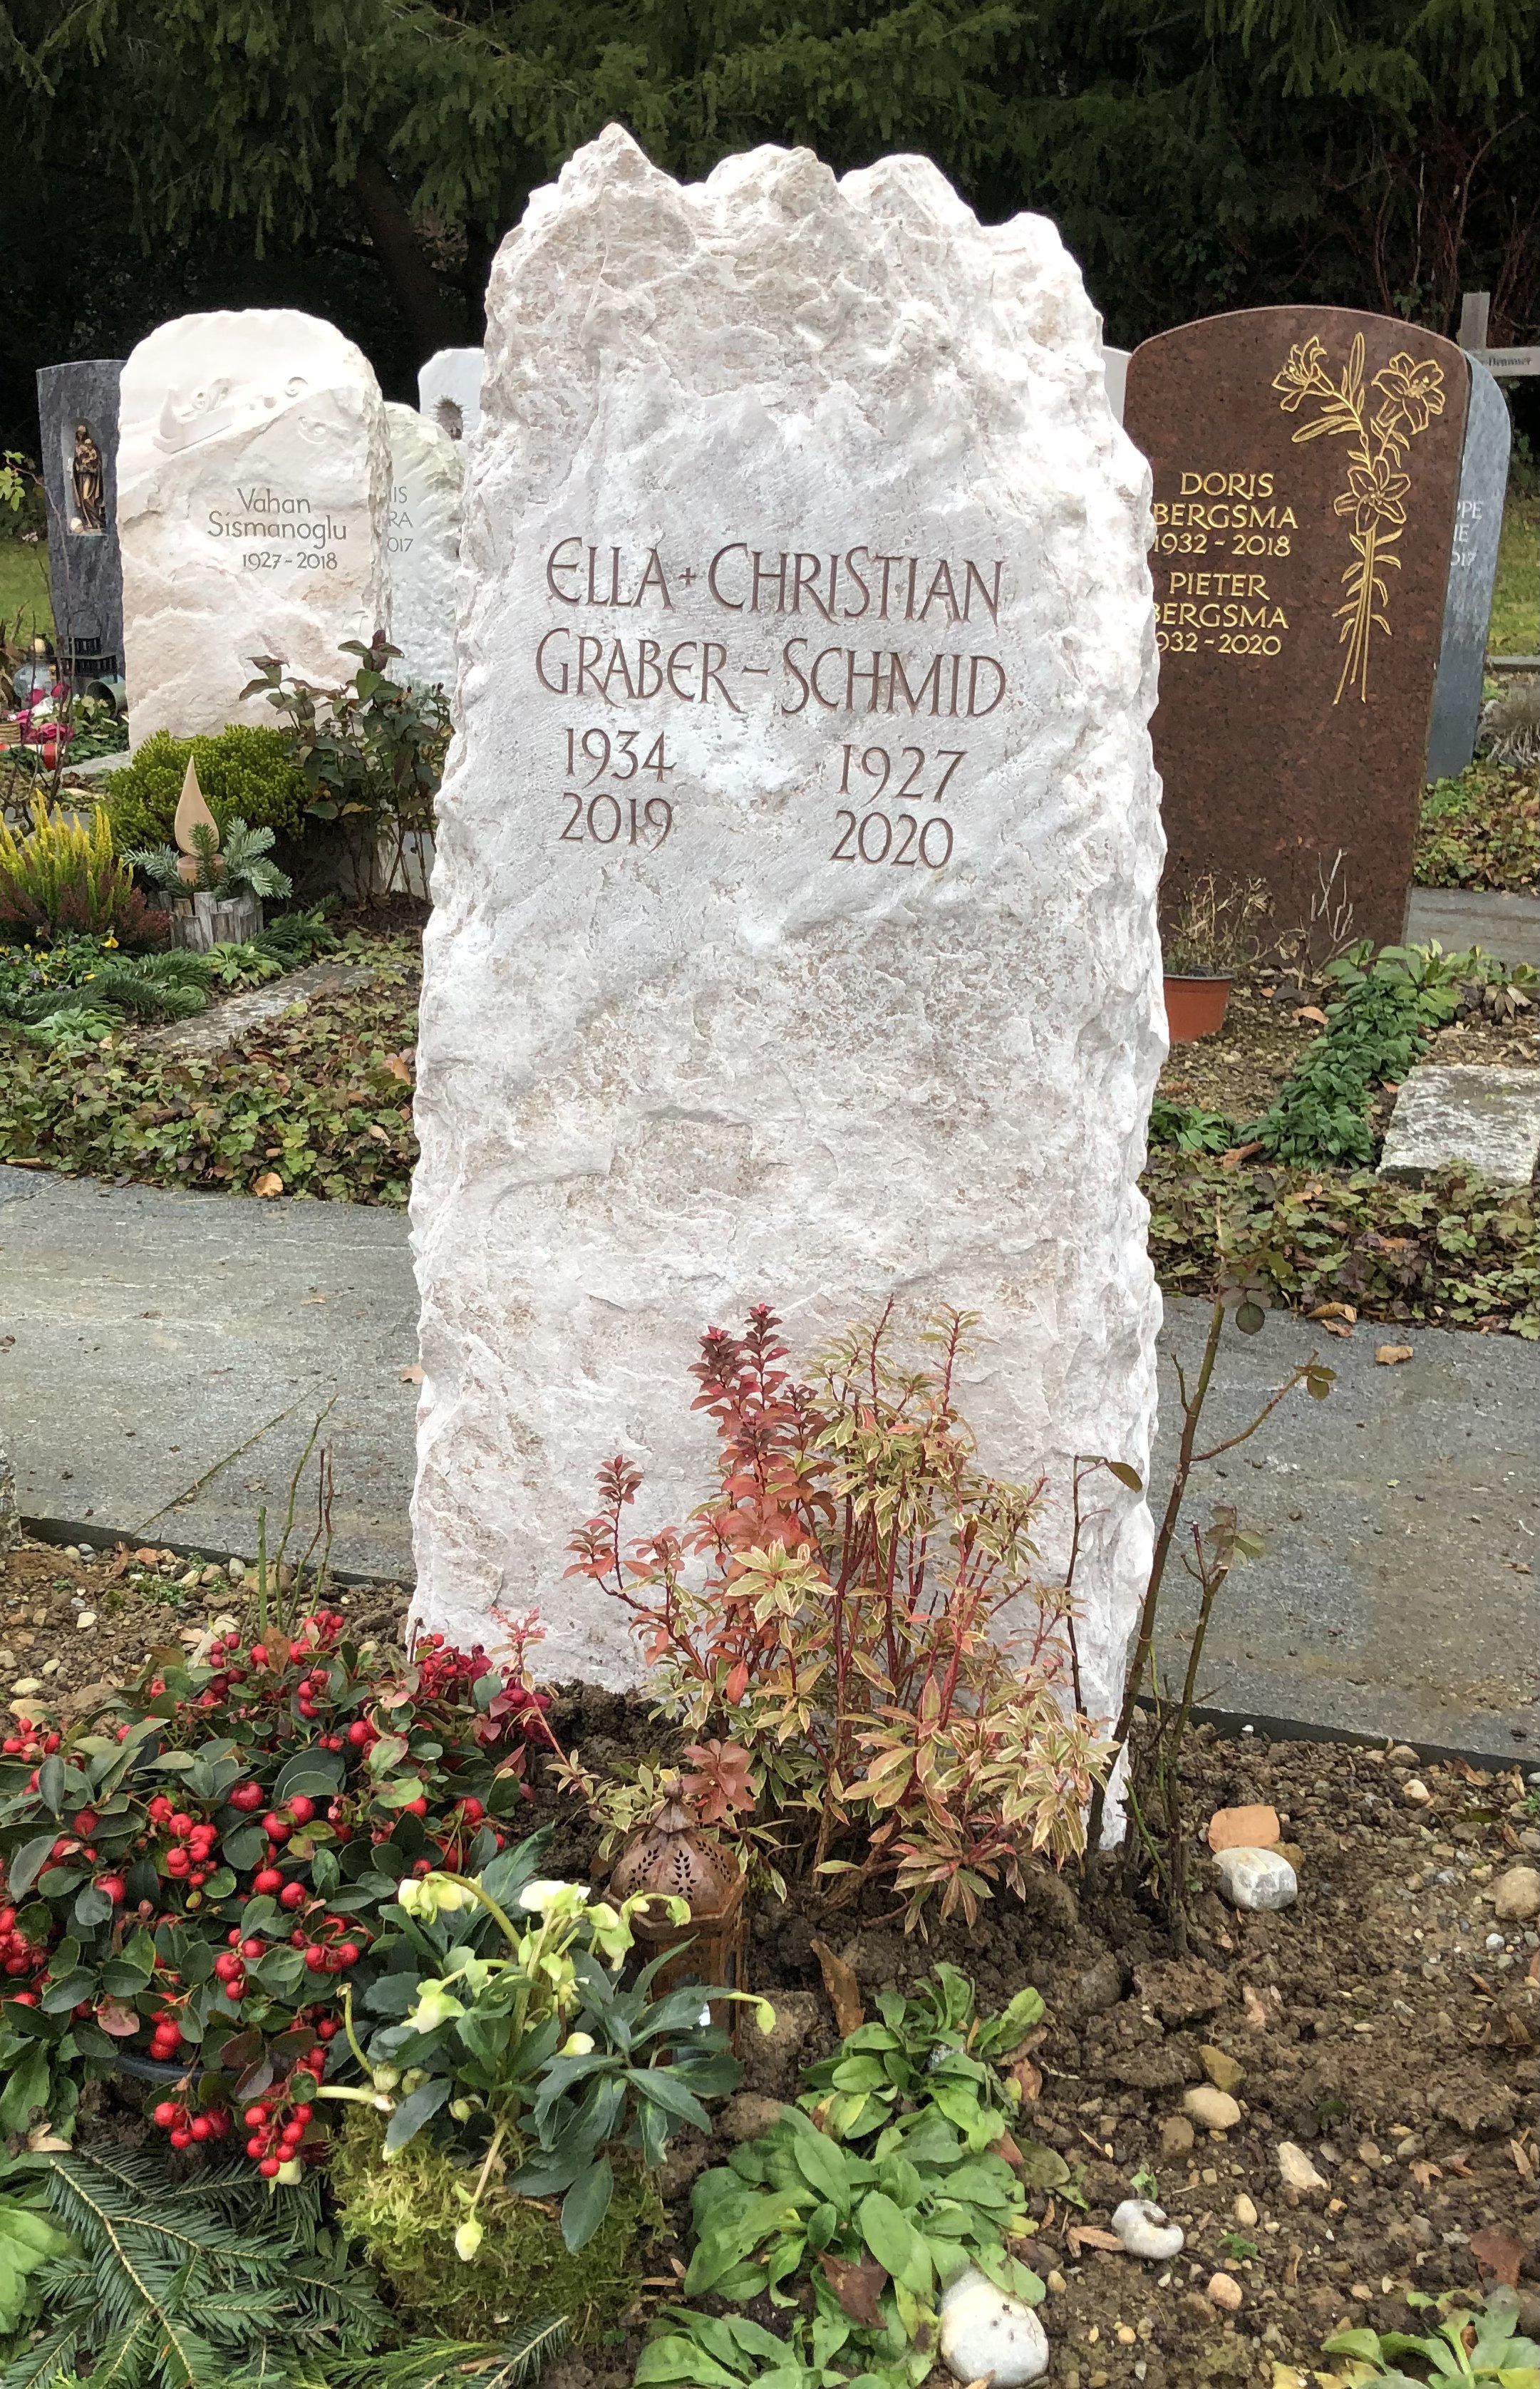 ELLA + CHRISTIAN
GRABER - SCHMID
1934 1927
2019 2020
Vahan
Sismanoglu
1927 - 2018
DORIS
BERGSMA
1932 - 2018
PIETER
BERGSMA
1932 - 2020